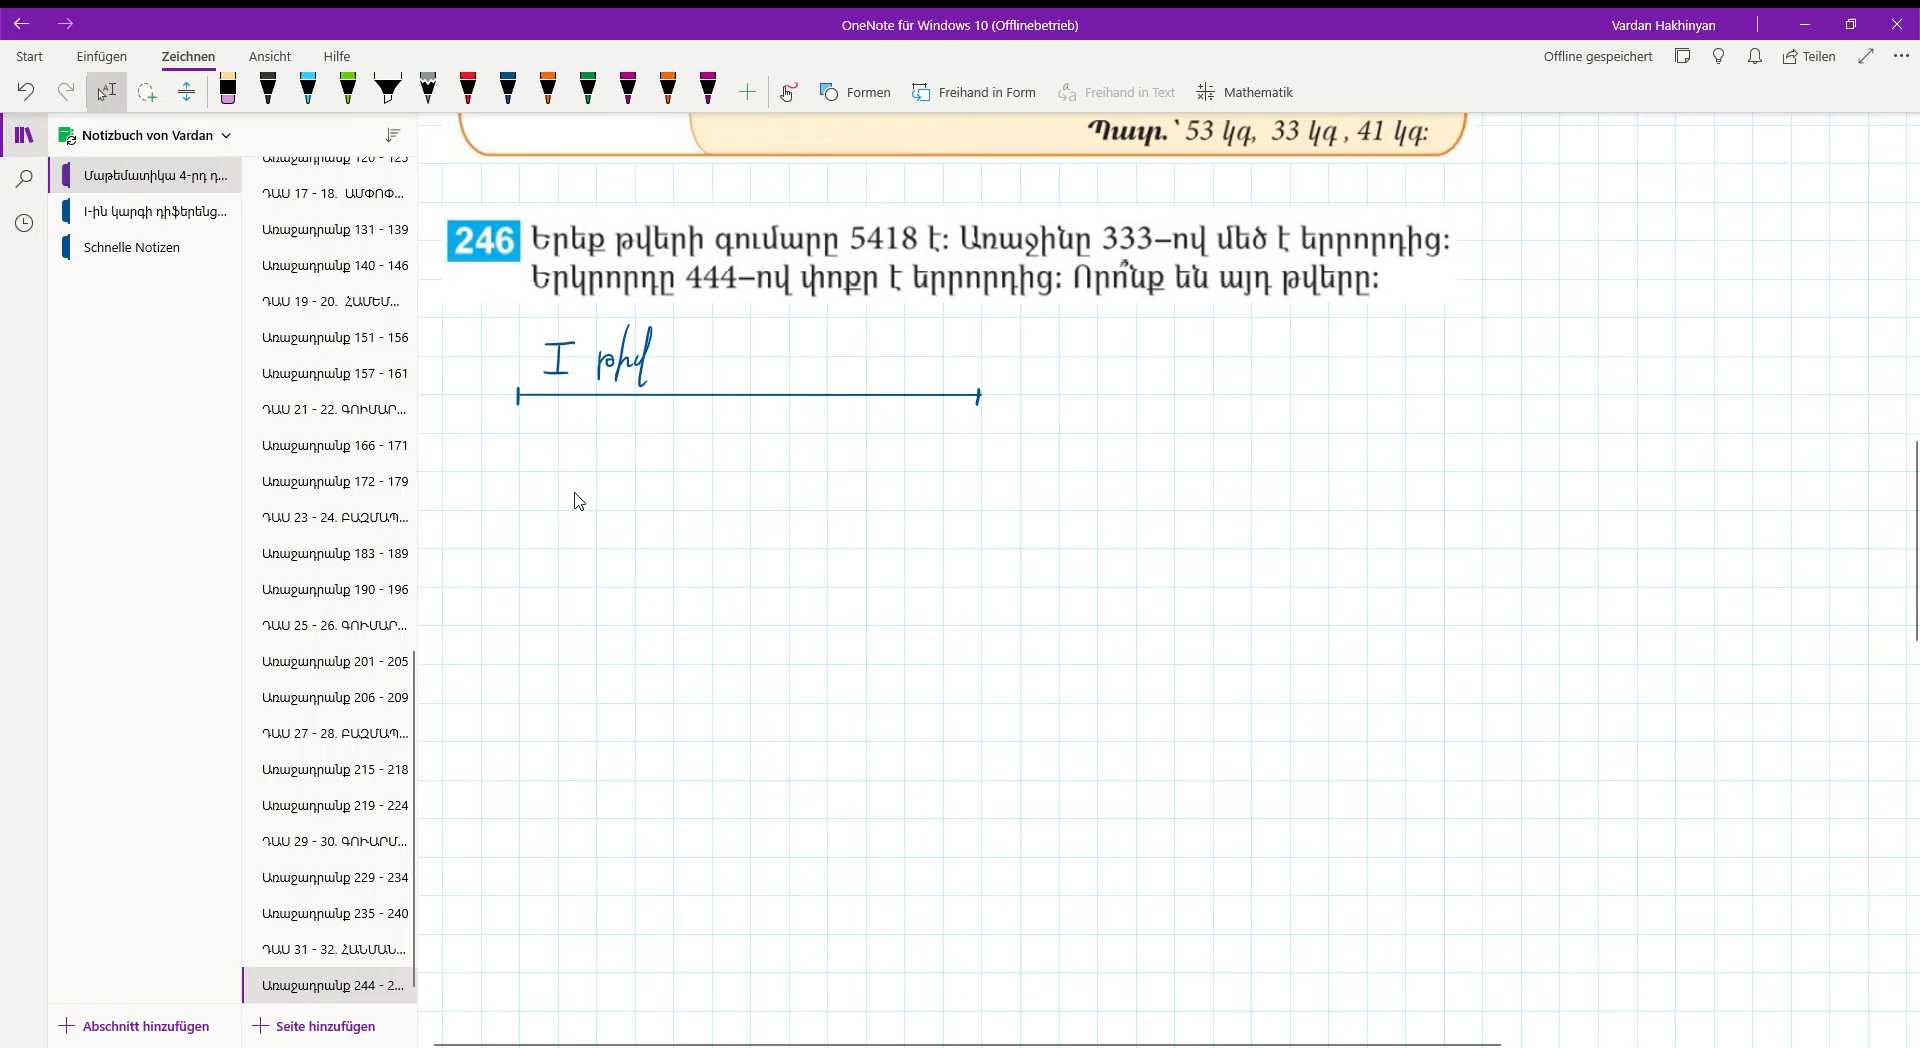 OneNote für Windows 10 (Offlinebetrieb)
Vardan Hakhinyan
Start Einfügen Zeichnen Ansicht Hilfe
Offline gespeichert
Teilen
Formen
Freihand in Form
Freihand in Text
Mathematik
Notizbuch von Vardan
Մաթեմատիկա 4-րդ դ...
I-ին կարգի դիֆերենց...
Schnelle Notizen
Առաջադրանք 120 - 125
ԴԱՍ 17 - 18. ԱՄՓՈՓ...
Առաջադրանք 131 - 139
Առաջադրանք 140 - 146
ԴԱՍ 19 - 20. ՀԱՄԵՄ...
Առաջադրանք 151 - 156
Առաջադրանք 157 - 161
ԴԱՍ 21 - 22. ԳՈՒՄԱՐ...
Առաջադրանք 166 - 171
Առաջադրանք 172 - 179
ԴԱՍ 23 - 24. ԲԱԶՄԱՊ...
Առաջադրանք 183 - 189
Առաջադրանք 190 - 196
ԴԱՍ 25 - 26. ԳՈՒՄԱՐ...
Առաջադրանք 201 - 205
Առաջադրանք 206 - 209
ԴԱՍ 27 - 28. ԲԱԶՄԱՊ...
Առաջադրանք 215 - 218
Առաջադրանք 219 - 224
ԴԱՍ 29 - 30. ԳՈՒԱՐՄ...
Առաջադրանք 229 - 234
Առաջադրանք 235 - 240
ԴԱՍ 31 - 32. ՀԱՆՄԱՆ...
Առաջադրանք 244 - 2...
Abschnitt hinzufügen
Seite hinzufügen
Պատ.՝ 53 կգ, 33 կգ, 41 կգ:
246 Երեք թվերի գումարը 5418 է: Առաջինը 333–ով մեծ է երրորդից:
Երկրորդը 444–ով փոքր է երրորդից: Որո՞նք են այդ թվերը:
I թիվ